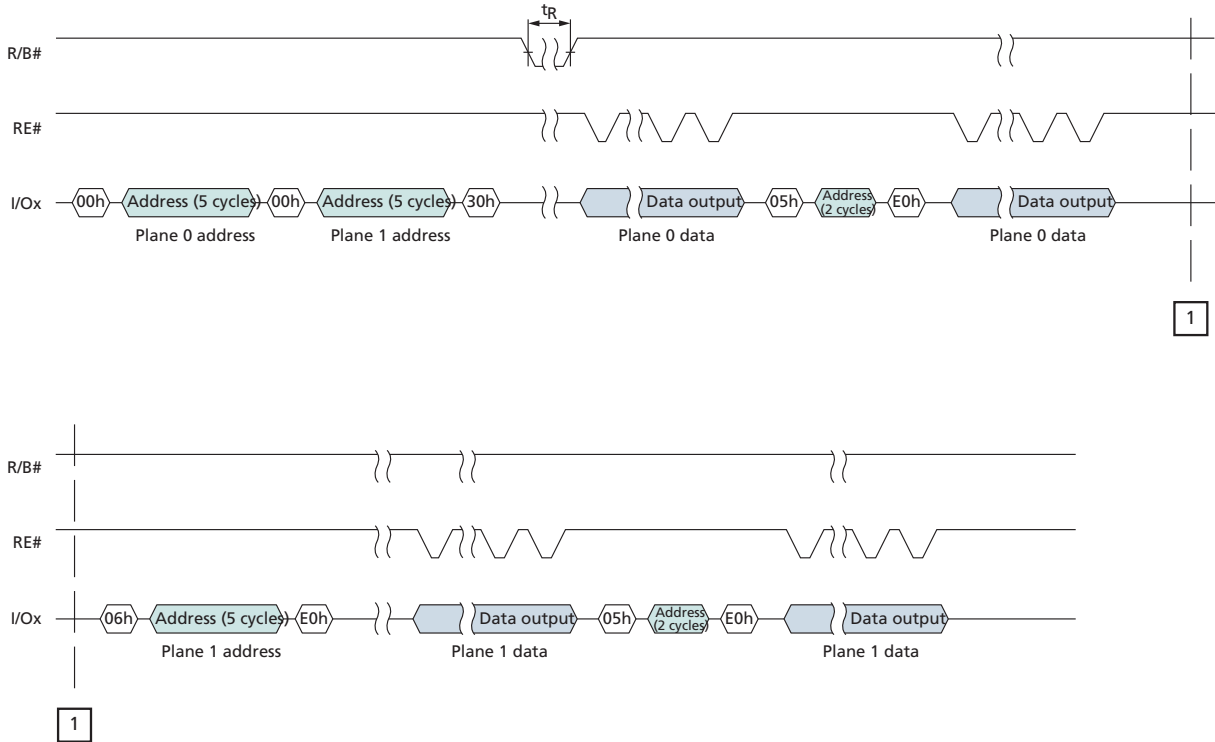 tR
R/B#
RE#
I/Ox
00h Address (5 cycles) 00h Address (5 cycles) 30h Data output 05h Address (2 cycles) E0h Data output
Plane 0 address Plane 1 address Plane 0 data Plane 0 data
1
R/B#
RE#
I/Ox
06h Address (5 cycles) E0h Data output 05h Address (2 cycles) E0h Data output
Plane 1 address Plane 1 data Plane 1 data
1